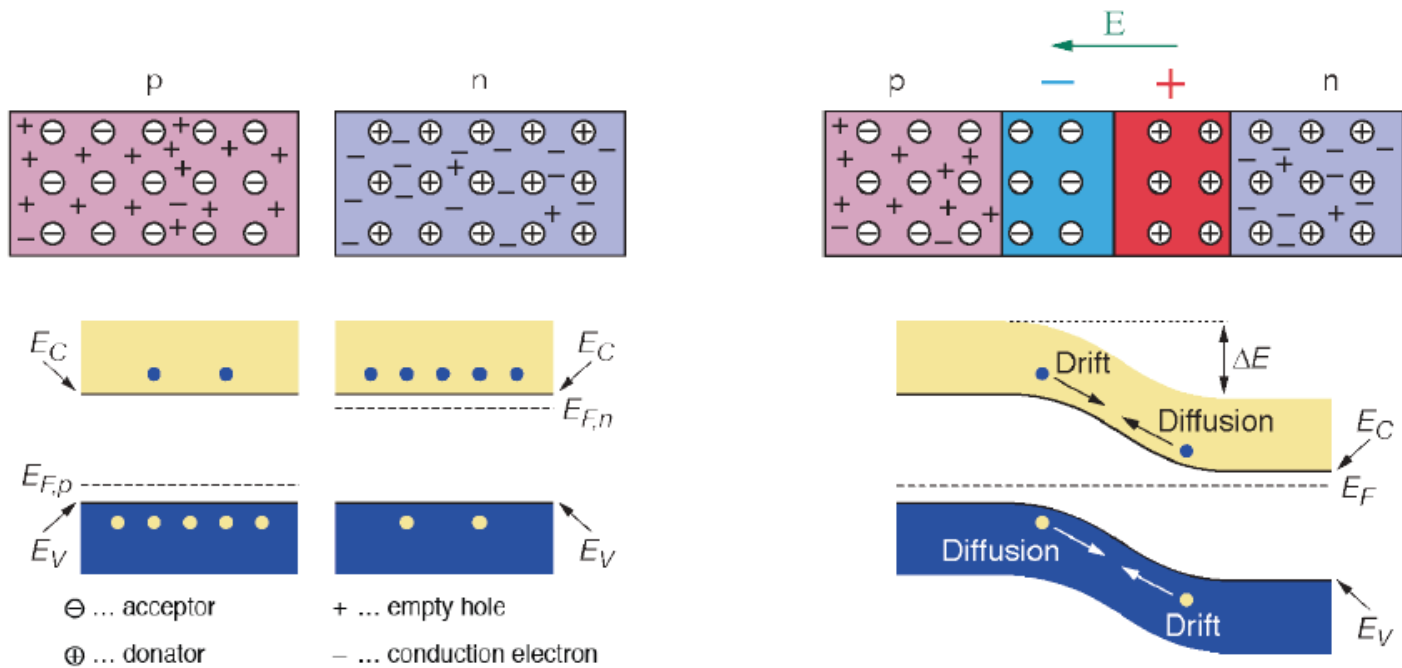 E
p
n
p
−
+
n
E_C
E_C
E_F,n
E_F,p
E_V
E_V
Drift
ΔE
Diffusion
E_C
E_F
Diffusion
Drift
E_V
⊖ ... acceptor
+ ... empty hole
⊕ ... donator
− ... conduction electron